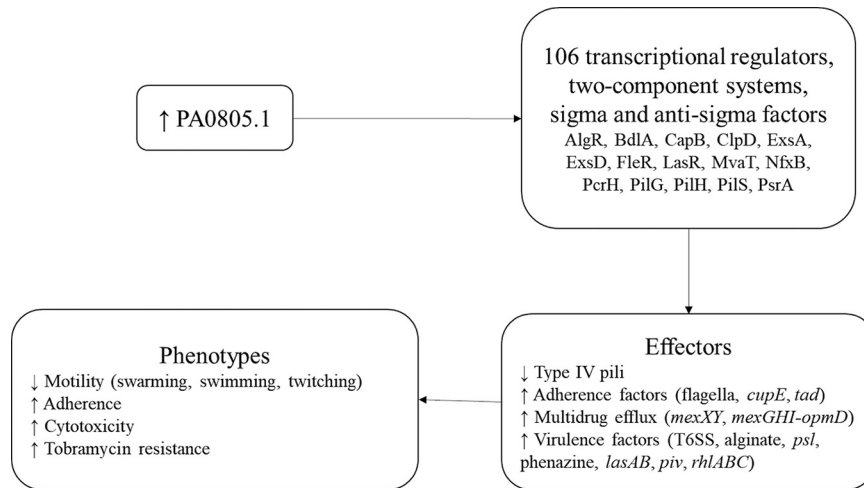 ↑ PA0805.1
106 transcriptional regulators,
two-component systems,
sigma and anti-sigma factors
AlgR, BdlA, CapB, ClpD, ExsA,
ExsD, FleR, LasR, MvaT, NfxB,
PcrH, PilG, PilH, PilS, PsrA
Effectors
↓ Type IV pili
↑ Adherence factors (flagella, cupE, tad)
↑ Multidrug efflux (mexXY, mexGHI-opmD)
↑ Virulence factors (T6SS, alginate, psl,
phenazine, lasAB, piv, rhlABC)
Phenotypes
↓ Motility (swarming, swimming, twitching)
↑ Adherence
↑ Cytotoxicity
↑ Tobramycin resistance